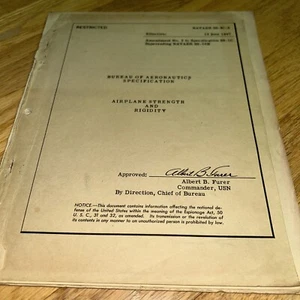 RESTRICTED
Effective
BUREAU OF AERONAUTICS
SPECIFICATION
AIRPLANE STRENGTH
AND
RIGIDITY
Approved: Albert B. Furer
Albert B. Furer
Commander, USN
By Direction, Chief of Bureau
NOTICE.—This document contains information affecting the national de-
fense of the United States within the meaning of the Espionage Act, 50
U. S. C., 31 and 32, as amended. Its transmission or the revelation of
its contents in any manner to an unauthorized person is prohibited by law.